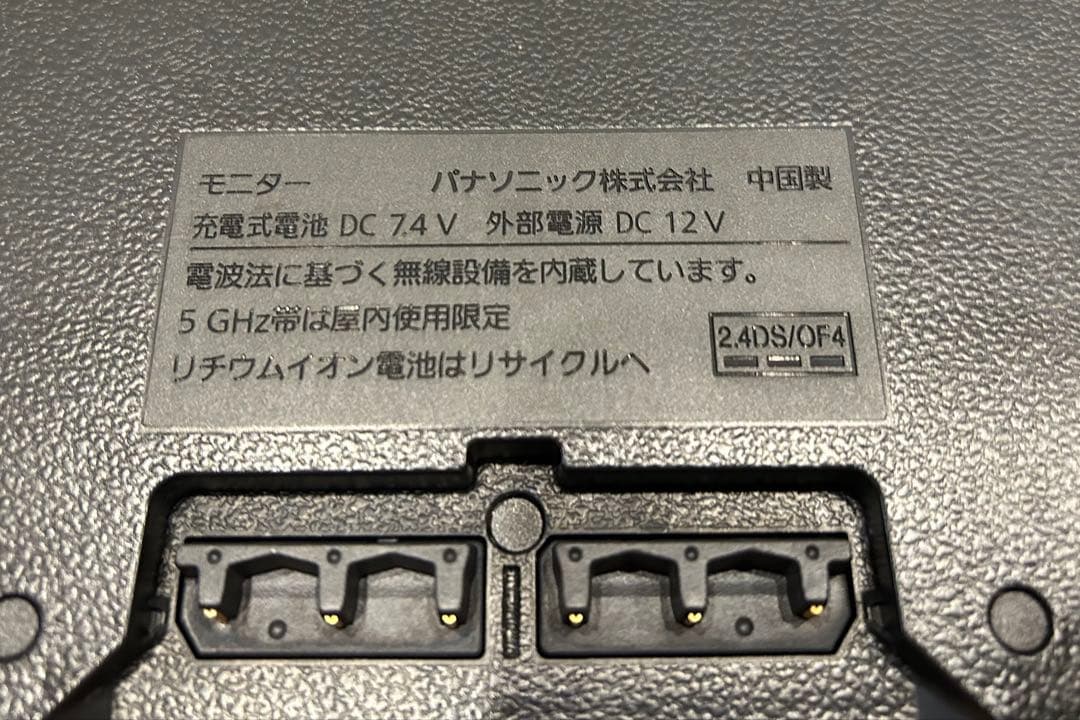 モニター パナソニック株式会社 中国製
充電式電池 DC 7.4 V 外部電源 DC 12 V
電波法に基づく無線設備を内蔵しています。
5 GHz帯は屋内使用限定
2.4DS/OF4
リチウムイオン電池はリサイクルへ